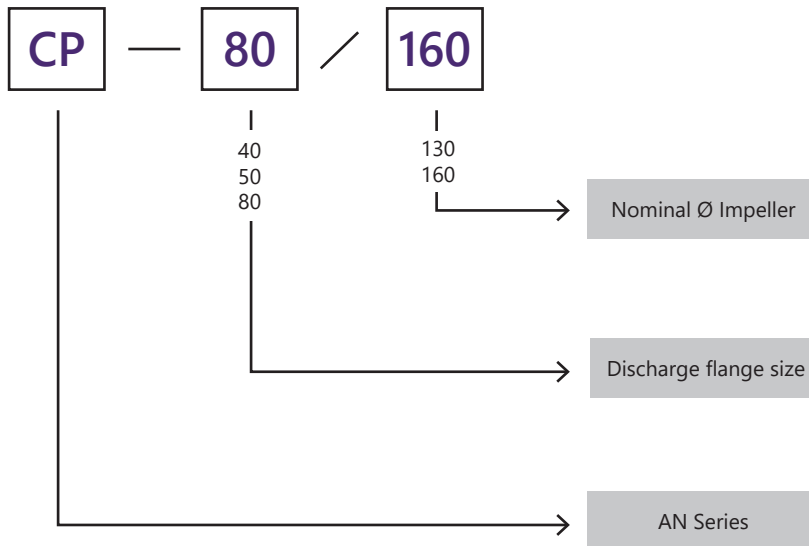 CP — 80 / 160
40
50
80
130
160
Nominal Ø Impeller
Discharge flange size
AN Series